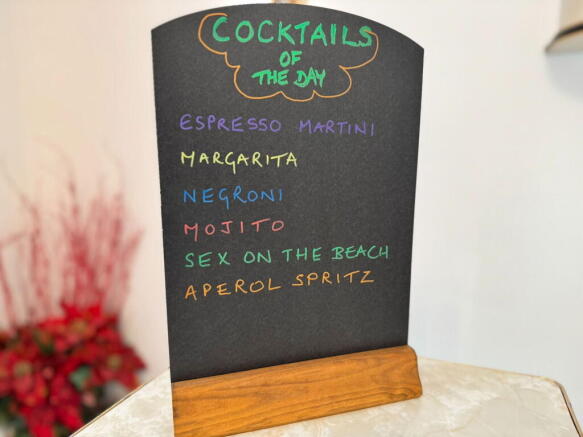 COCKTAILS
OF
THE DAY
ESPRESSO MARTINI
MARGARITA
NEGRONI
MOJITO
SEX ON THE BEACH
APEROL SPRITZ